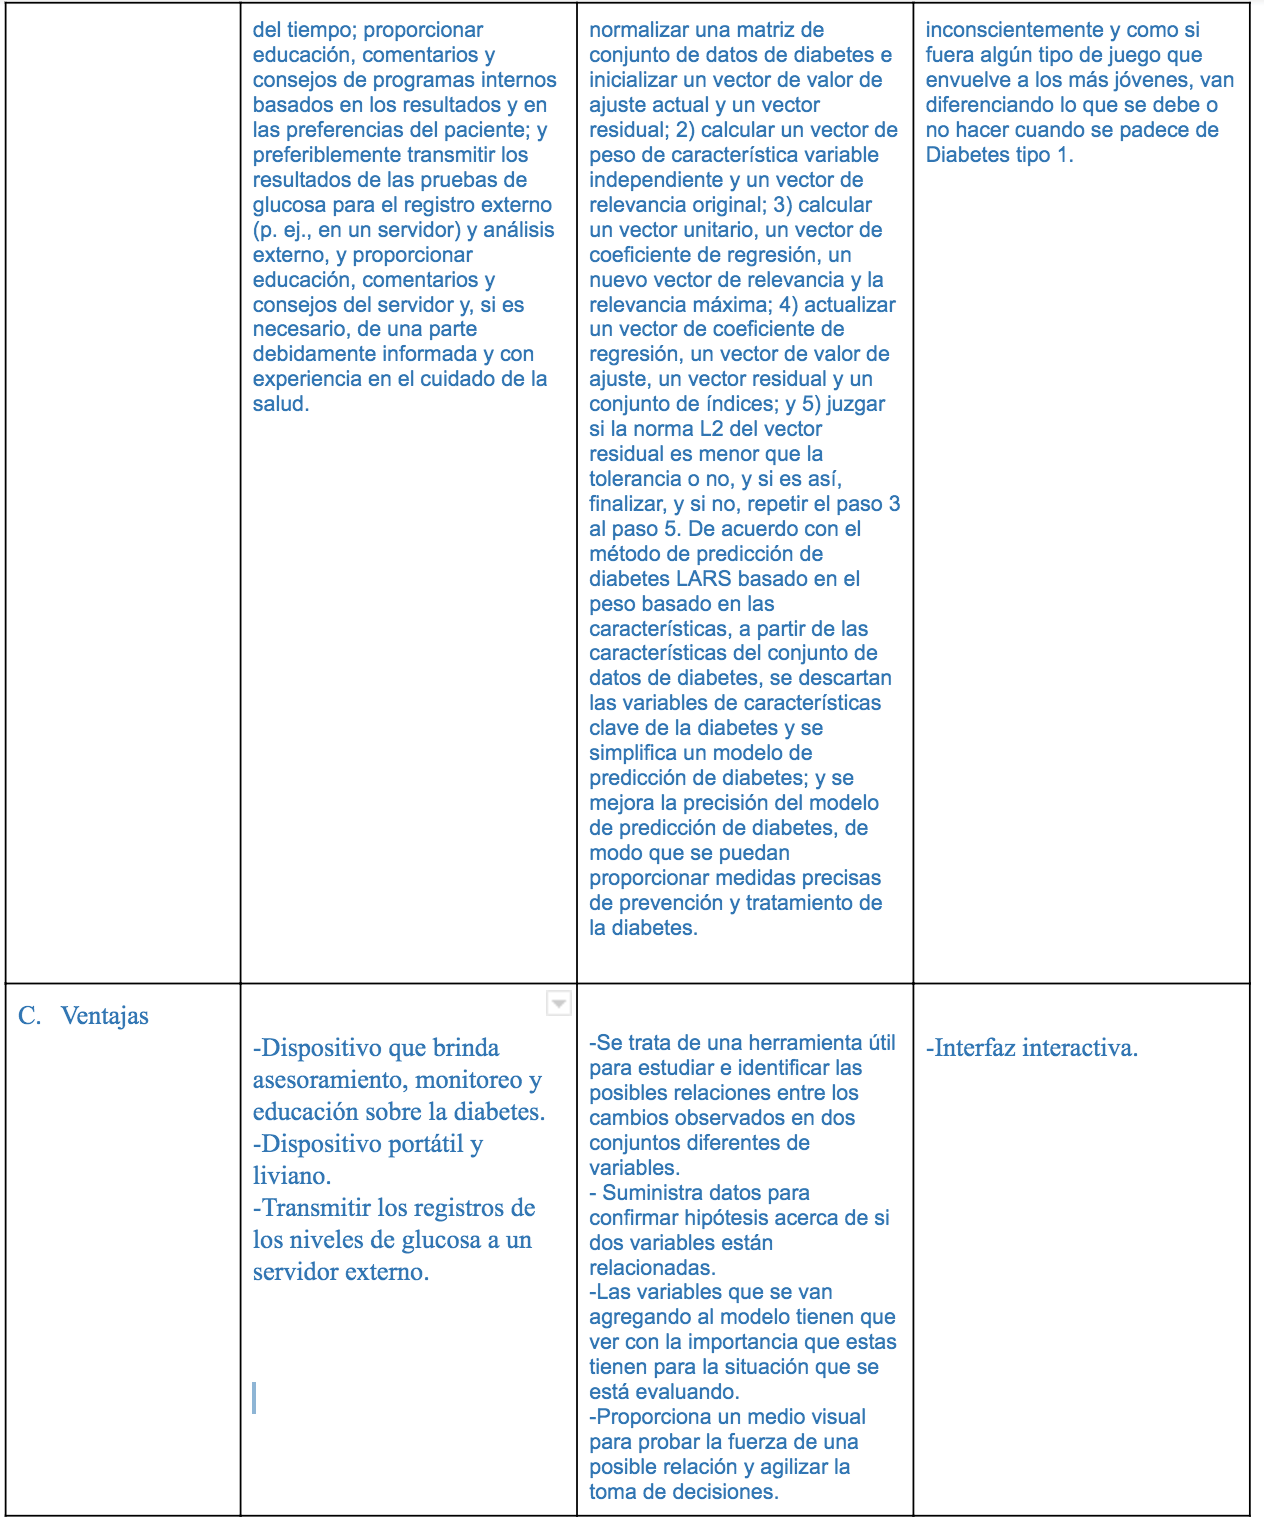 del tiempo; proporcionar
educación, comentarios y
consejos de programas internos
basados en los resultados y en
las preferencias del paciente; y
preferiblemente transmitir los
resultados de las pruebas de
glucosa para el registro externo
(p. ej., en un servidor) y análisis
externo, y proporcionar
educación, comentarios y
consejos del servidor y, si es
necesario, de una parte
debidamente informada y con
experiencia en el cuidado de la
salud.
normalizar una matriz de
conjunto de datos de diabetes e
inicializar un vector de valor de
ajuste actual y un vector
residual; 2) calcular un vector de
peso de característica variable
independiente y un vector de
relevancia original; 3) calcular
un vector unitario, un vector de
coeficiente de regresión, un
nuevo vector de relevancia y la
relevancia máxima; 4) actualizar
un vector de coeficiente de
regresión, un vector de valor de
ajuste, un vector residual y un
conjunto de índices; y 5) juzgar
si la norma L2 del vector
residual es menor que la
tolerancia o no, y si es así,
finalizar, y si no, repetir el paso 3
al paso 5. De acuerdo con el
método de predicción de
diabetes LARS basado en el
peso basado en las
características, a partir de las
características del conjunto de
datos de diabetes, se descartan
las variables de características
clave de la diabetes y se
simplifica un modelo de
predicción de diabetes; y se
mejora la precisión del modelo
de predicción de diabetes, de
modo que se puedan
proporcionar medidas precisas
de prevención y tratamiento de
la diabetes.
inconscientemente y como si
fuera algún tipo de juego que
envuelve a los más jóvenes, van
diferenciando lo que se debe o
no hacer cuando se padece de
Diabetes tipo 1.
C. Ventajas
-Dispositivo que brinda
asesoramiento, monitoreo y
educación sobre la diabetes.
-Dispositivo portátil y
liviano.
-Transmitir los registros de
los niveles de glucosa a un
servidor externo.
-Se trata de una herramienta útil
para estudiar e identificar las
posibles relaciones entre los
cambios observados en dos
conjuntos diferentes de
variables.
- Suministra datos para
confirmar hipótesis acerca de si
dos variables están
relacionadas.
-Las variables que se van
agregando al modelo tienen que
ver con la importancia que estas
tienen para la situación que se
está evaluando.
-Proporciona un medio visual
para probar la fuerza de una
posible relación y agilizar la
toma de decisiones.
-Interfaz interactiva.